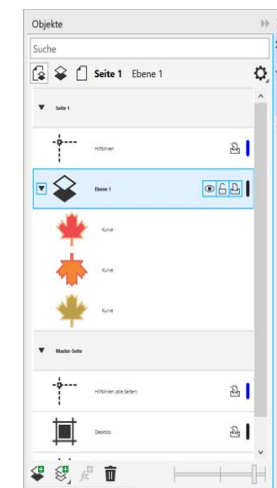 Objekte
Suche
Seite 1 Ebene 1
Seite 1
Hilfslinien
Ebene 1
Kurve
Kurve
Kurve
Master-Seite
Hilfslinien (alle Seiten)
Desktop